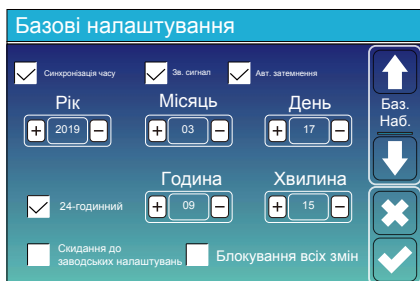 Базові налаштування
Синхронізація часу
Зв. сигнал
Авт. затемнення
Рік
Місяць
День
+ 2019 −
+ 03 −
+ 17 −
Баз.
Наб.
Година
Хвилина
24-годинний
+ 09 −
+ 15 −
Скидання до
заводських налаштувань
Блокування всіх змін